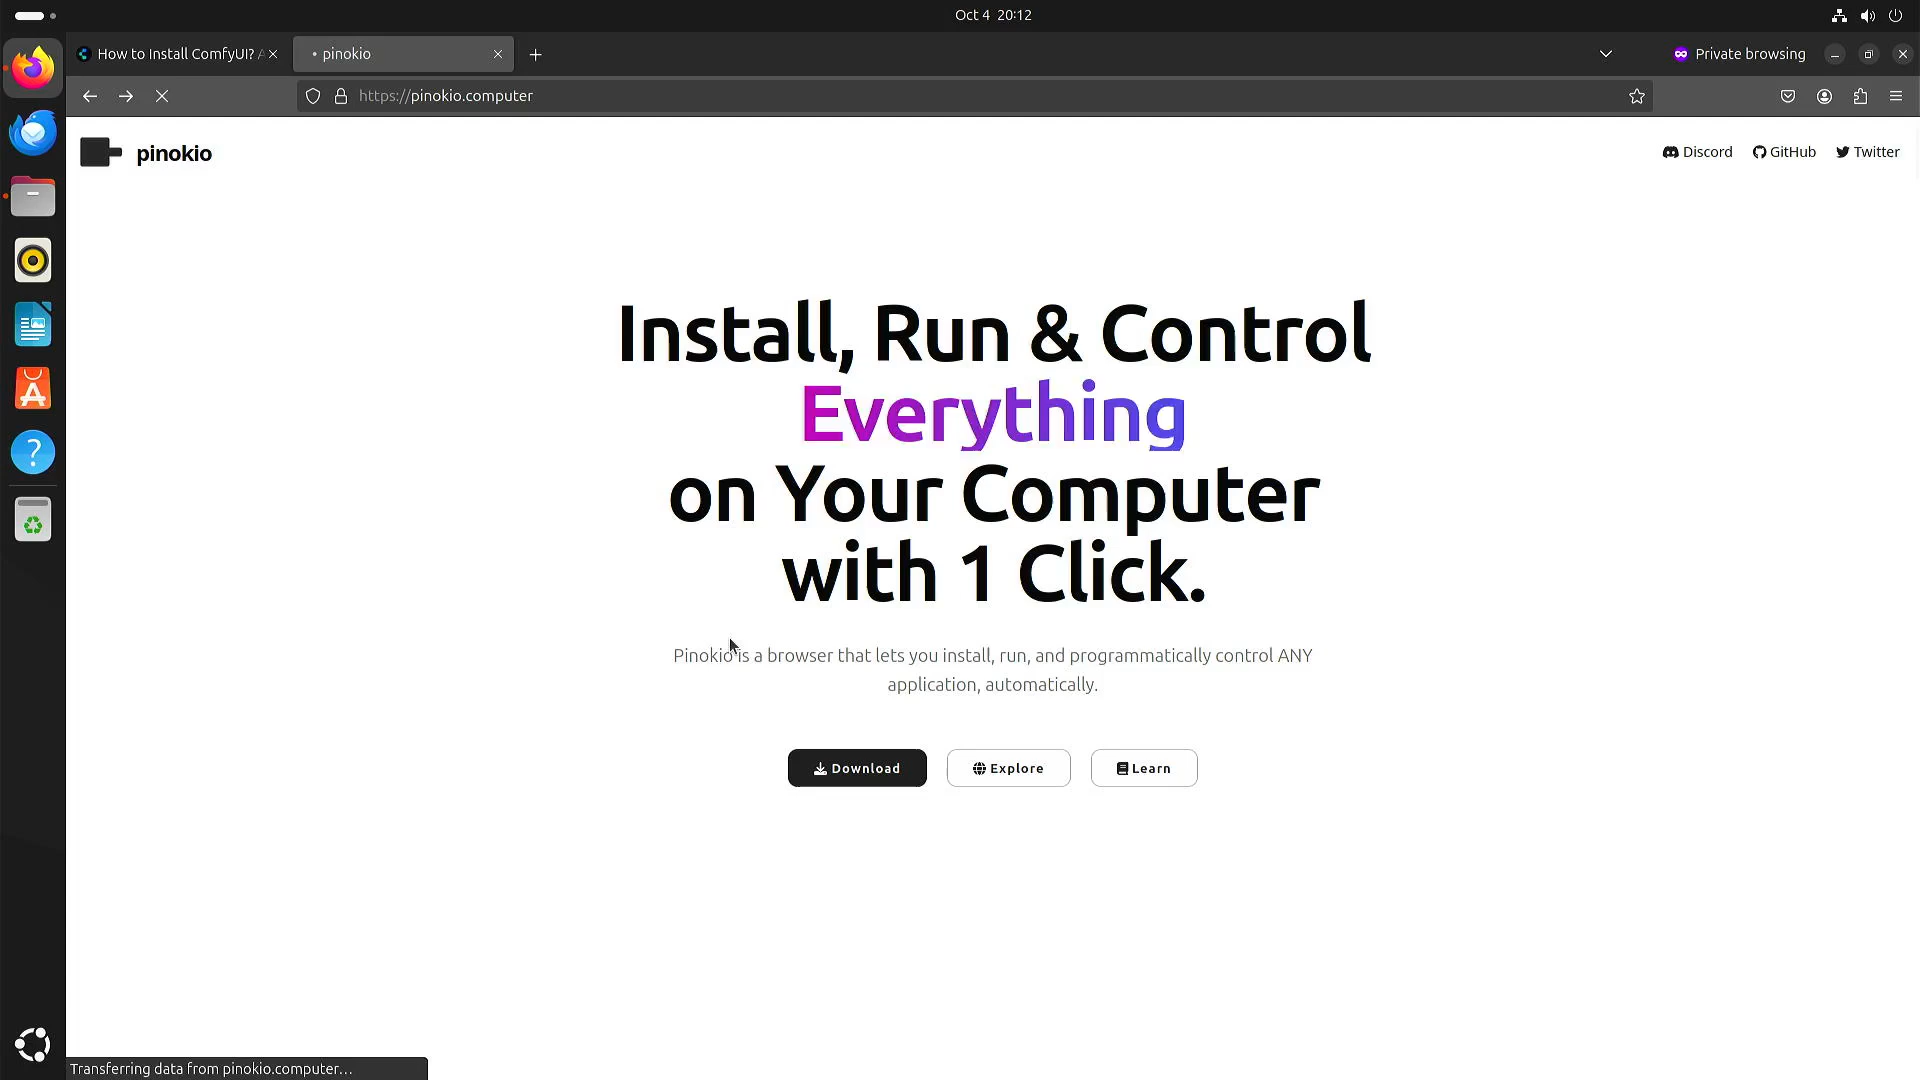 Oct 4 20:12
How to Install ComfyUI? A
pinokio
Private browsing
https://pinokio.computer
pinokio
Discord
GitHub
Twitter
Install, Run & Control
Everything
on Your Computer
with 1 Click.
Pinokio is a browser that lets you install, run, and programmatically control ANY
application, automatically.
Download
Explore
Learn
Transferring data from pinokio.computer…